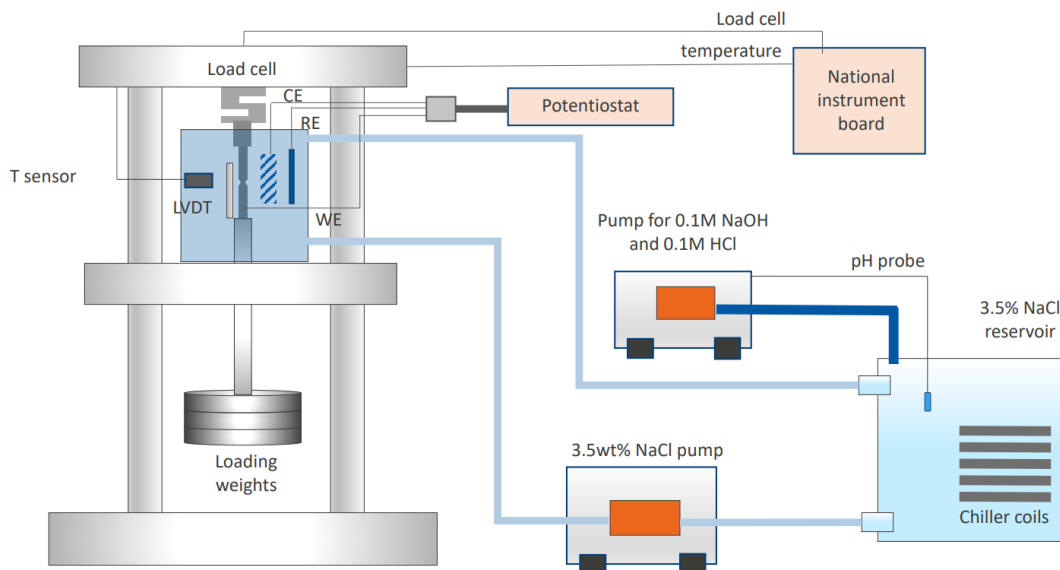 Load cell
temperature
Load cell
National
instrument
board
CE
Potentiostat
RE
T sensor
LVDT
WE
Pump for 0.1M NaOH
and 0.1M HCl
pH probe
3.5% NaCl
reservoir
3.5wt% NaCl pump
Loading
weights
Chiller coils